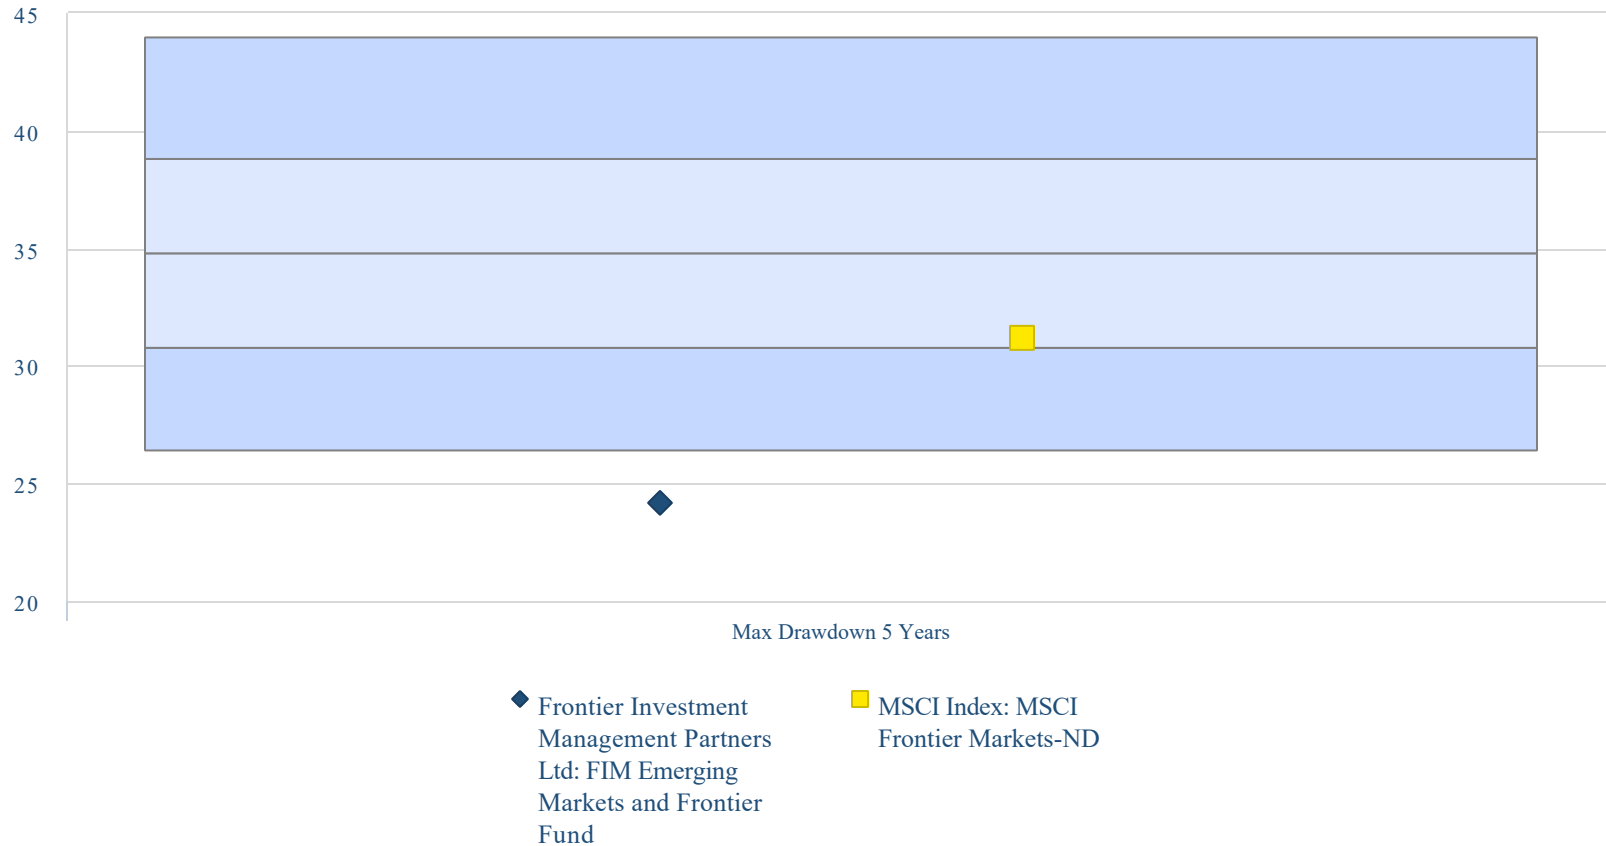 45
40
35
30
25
20
Max Drawdown 5 Years
Frontier Investment
Management Partners
Ltd: FIM Emerging
Markets and Frontier
Fund
MSCI Index: MSCI
Frontier Markets-ND